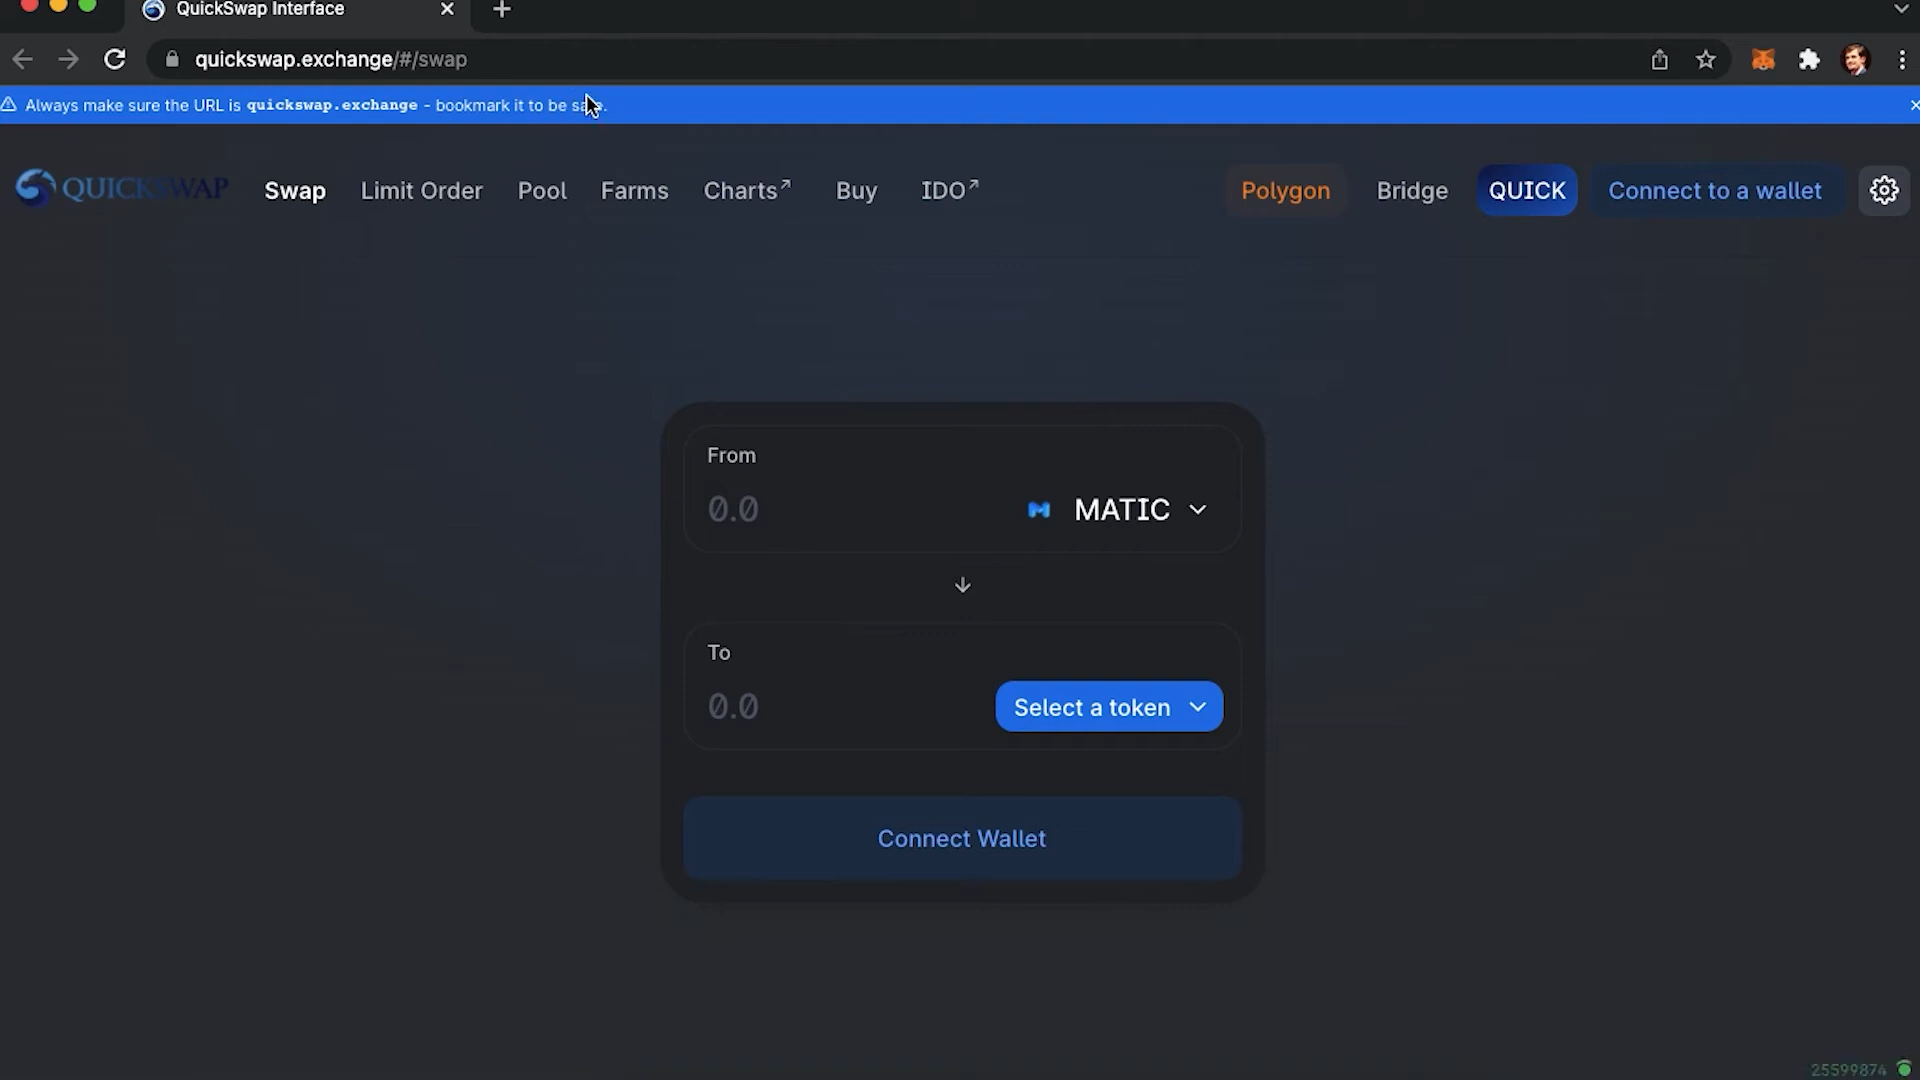 QuickSwap Interface
quickswap.exchange/#/swap
Always make sure the URL is quickswap.exchange - bookmark it to be
QUICKSWAP
Swap Limit Order Pool Farms Charts↗ Buy IDO↗ Polygon Bridge QUICK Connect to a wallet
From
0.0 MATIC
To
0.0 Select a token
Connect Wallet
25599874